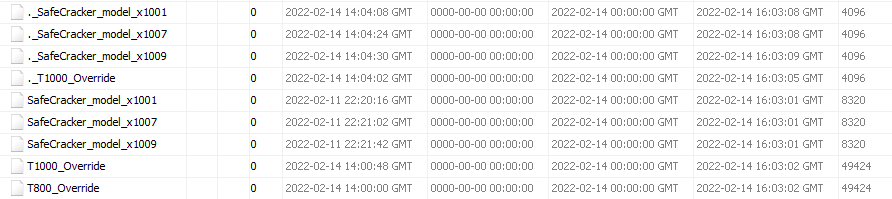 ._SafeCracker_model_x1001 0 2022-02-14 14:04:08 GMT 0000-00-00 00:00:00 2022-02-14 00:00:00 GMT 2022-02-14 16:03:08 GMT 4096
._SafeCracker_model_x1007 0 2022-02-14 14:04:24 GMT 0000-00-00 00:00:00 2022-02-14 00:00:00 GMT 2022-02-14 16:03:08 GMT 4096
._SafeCracker_model_x1009 0 2022-02-14 14:04:30 GMT 0000-00-00 00:00:00 2022-02-14 00:00:00 GMT 2022-02-14 16:03:09 GMT 4096
._T1000_Override 0 2022-02-14 14:04:02 GMT 0000-00-00 00:00:00 2022-02-14 00:00:00 GMT 2022-02-14 16:03:05 GMT 4096
SafeCracker_model_x1001 0 2022-02-11 22:20:16 GMT 0000-00-00 00:00:00 2022-02-14 00:00:00 GMT 2022-02-14 16:03:01 GMT 8320
SafeCracker_model_x1007 0 2022-02-11 22:21:02 GMT 0000-00-00 00:00:00 2022-02-14 00:00:00 GMT 2022-02-14 16:03:01 GMT 8320
SafeCracker_model_x1009 0 2022-02-11 22:21:42 GMT 0000-00-00 00:00:00 2022-02-14 00:00:00 GMT 2022-02-14 16:03:01 GMT 8320
T1000_Override 0 2022-02-14 14:00:48 GMT 0000-00-00 00:00:00 2022-02-14 00:00:00 GMT 2022-02-14 16:03:02 GMT 49424
T800_Override 0 2022-02-14 14:00:00 GMT 0000-00-00 00:00:00 2022-02-14 00:00:00 GMT 2022-02-14 16:03:02 GMT 49424